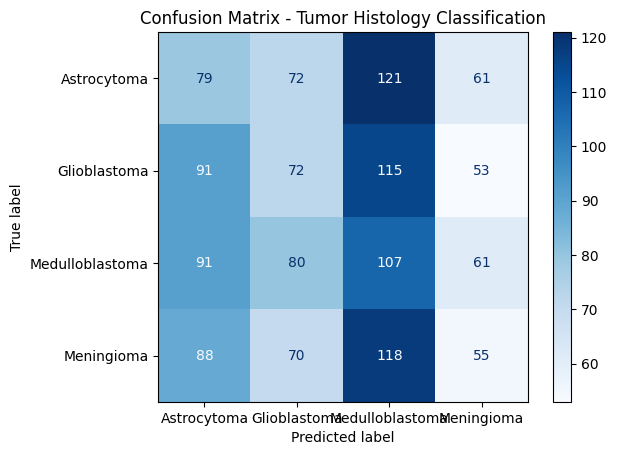 Confusion Matrix - Tumor Histology Classification
Astrocytoma 79 72 121 61
Glioblastoma 91 72 115 53
Medulloblastoma 91 80 107 61
Meningioma 88 70 118 55
Astrocytoma Glioblastoma Medulloblastoma Meningioma
Predicted label
True label
120
110
100
90
80
70
60